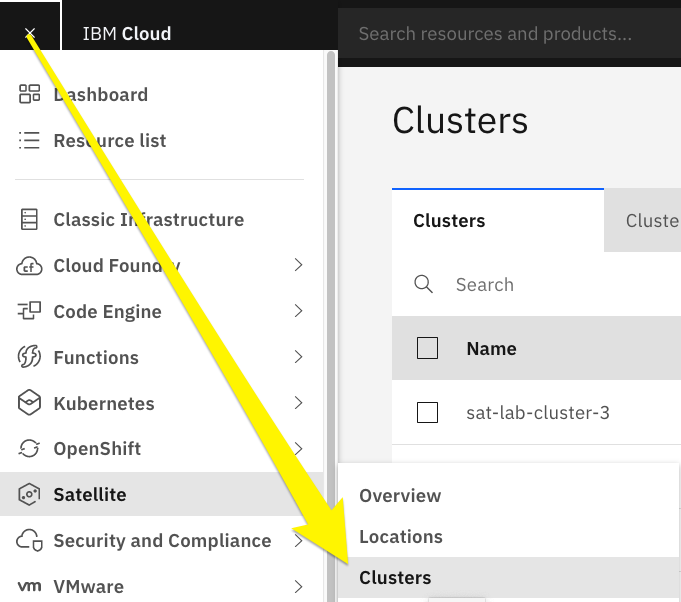 IBM Cloud
Search resources and products...
Dashboard
Resource list
Classic Infrastructure
Cloud Foundry
Code Engine
Functions
Kubernetes
OpenShift
Satellite
Security and Compliance
vm VMware
Clusters
Clusters
Cluste
Search
Name
sat-lab-cluster-3
Overview
Locations
Clusters